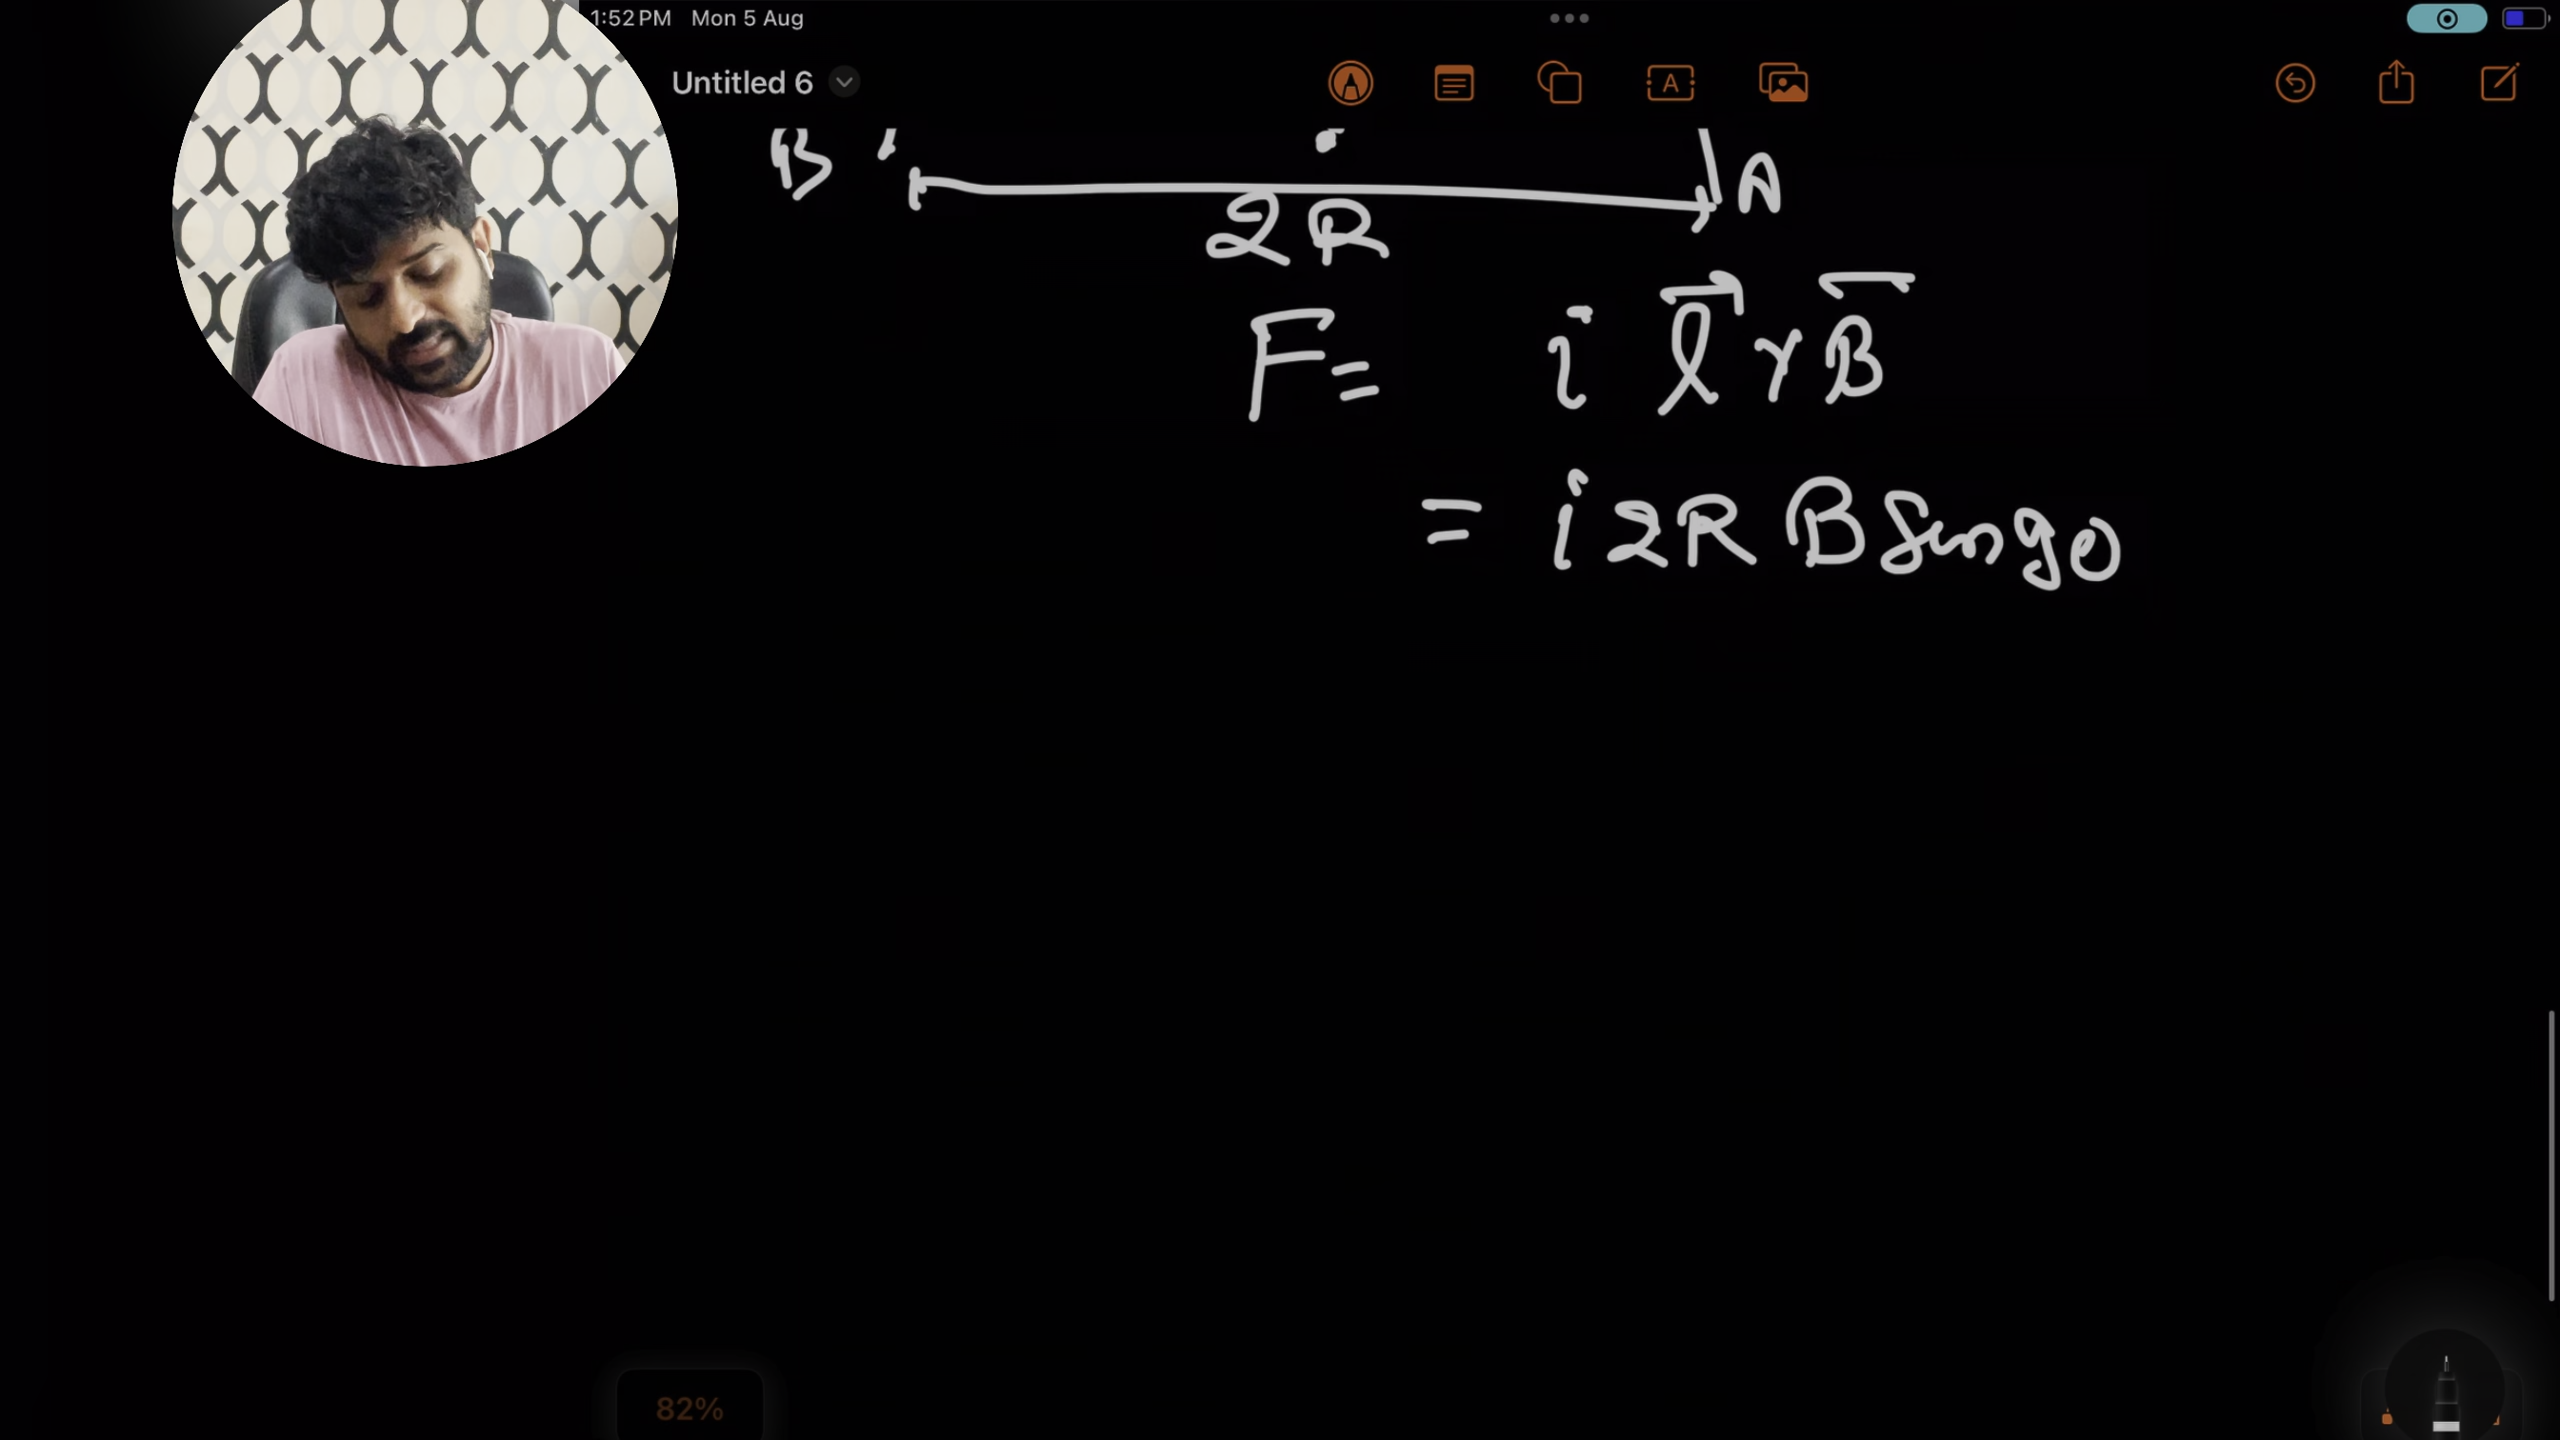 1:52 PM Mon 5 Aug
Untitled 6
A
B A
2R
F= i l⃗ × B⃗
= i 2R B Sin90
82%